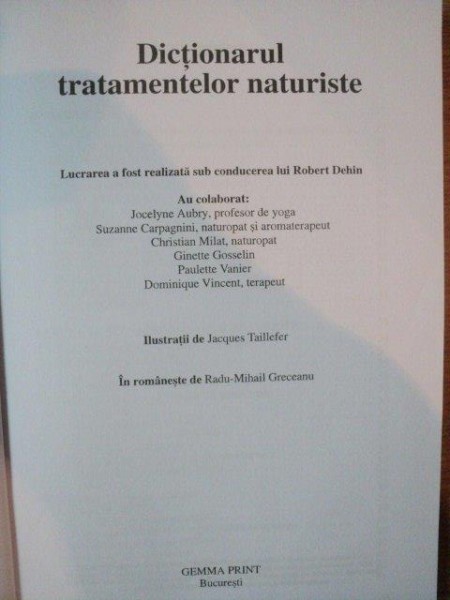 Dicționarul
tratamentelor naturiste
Lucrarea a fost realizată sub conducerea lui Robert Dehin
Au colaborat:
Jocelyne Aubry, profesor de yoga
Suzanne Carpagnini, naturopat și aromaterapeut
Christian Milat, naturopat
Ginette Gosselin
Paulette Vanier
Dominique Vincent, terapeut
Ilustrații de Jacques Taillefer
În românește de Radu-Mihail Greceanu
GEMMA PRINT
București